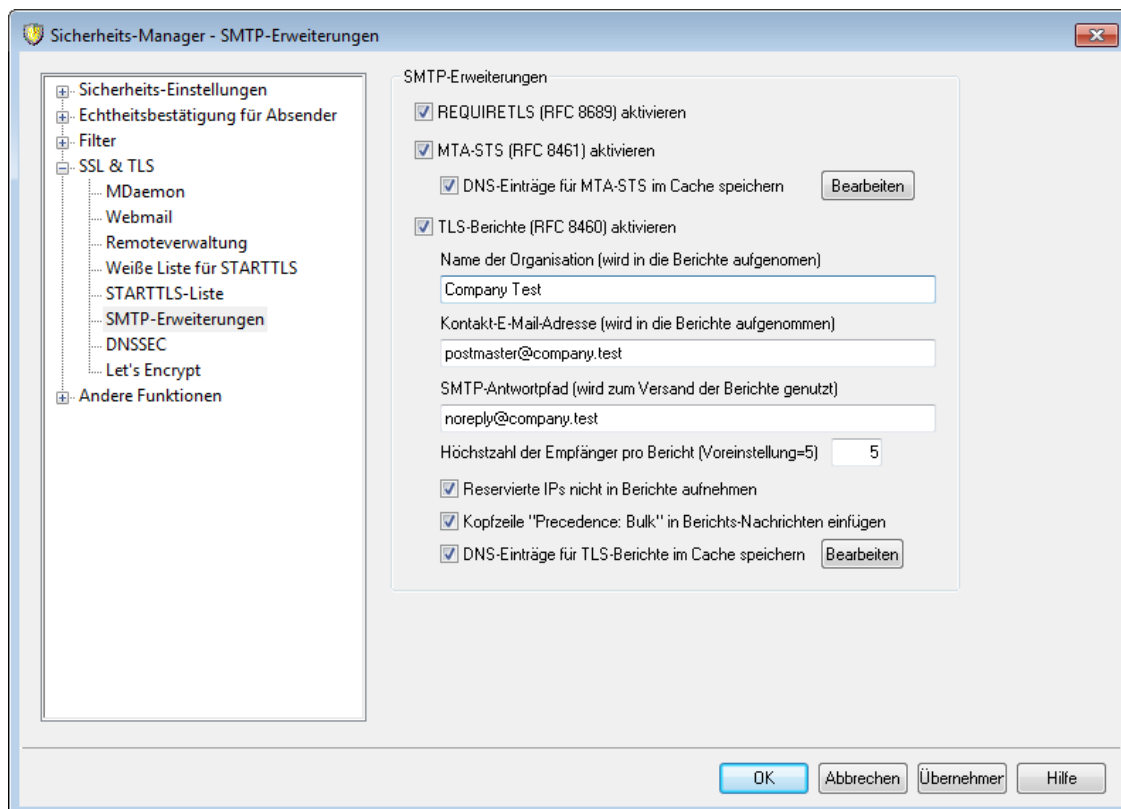 Sicherheits-Manager - SMTP-Erweiterungen
Sicherheits-Einstellungen
Echtheitsbestätigung für Absender
Filter
SSL & TLS
MDaemon
Webmail
Remoteverwaltung
Weiße Liste für STARTTLS
STARTTLS-Liste
SMTP-Erweiterungen
DNSSEC
Let's Encrypt
Andere Funktionen
SMTP-Erweiterungen
REQUIRETLS (RFC 8689) aktivieren
MTA-STS (RFC 8461) aktivieren
DNS-Einträge für MTA-STS im Cache speichern Bearbeiten
TLS-Berichte (RFC 8460) aktivieren
Name der Organisation (wird in die Berichte aufgenomen)
Company Test
Kontakt-E-Mail-Adresse (wird in die Berichte aufgenommen)
postmaster@company.test
SMTP-Antwortpfad (wird zum Versand der Berichte genutzt)
noreply@company.test
Höchstzahl der Empfänger pro Bericht (Voreinstellung=5) 5
Reservierte IPs nicht in Berichte aufnehmen
Kopfzeile "Precedence: Bulk" in Berichts-Nachrichten einfügen
DNS-Einträge für TLS-Berichte im Cache speichern Bearbeiten
OK Abbrechen Übernehmer Hilfe